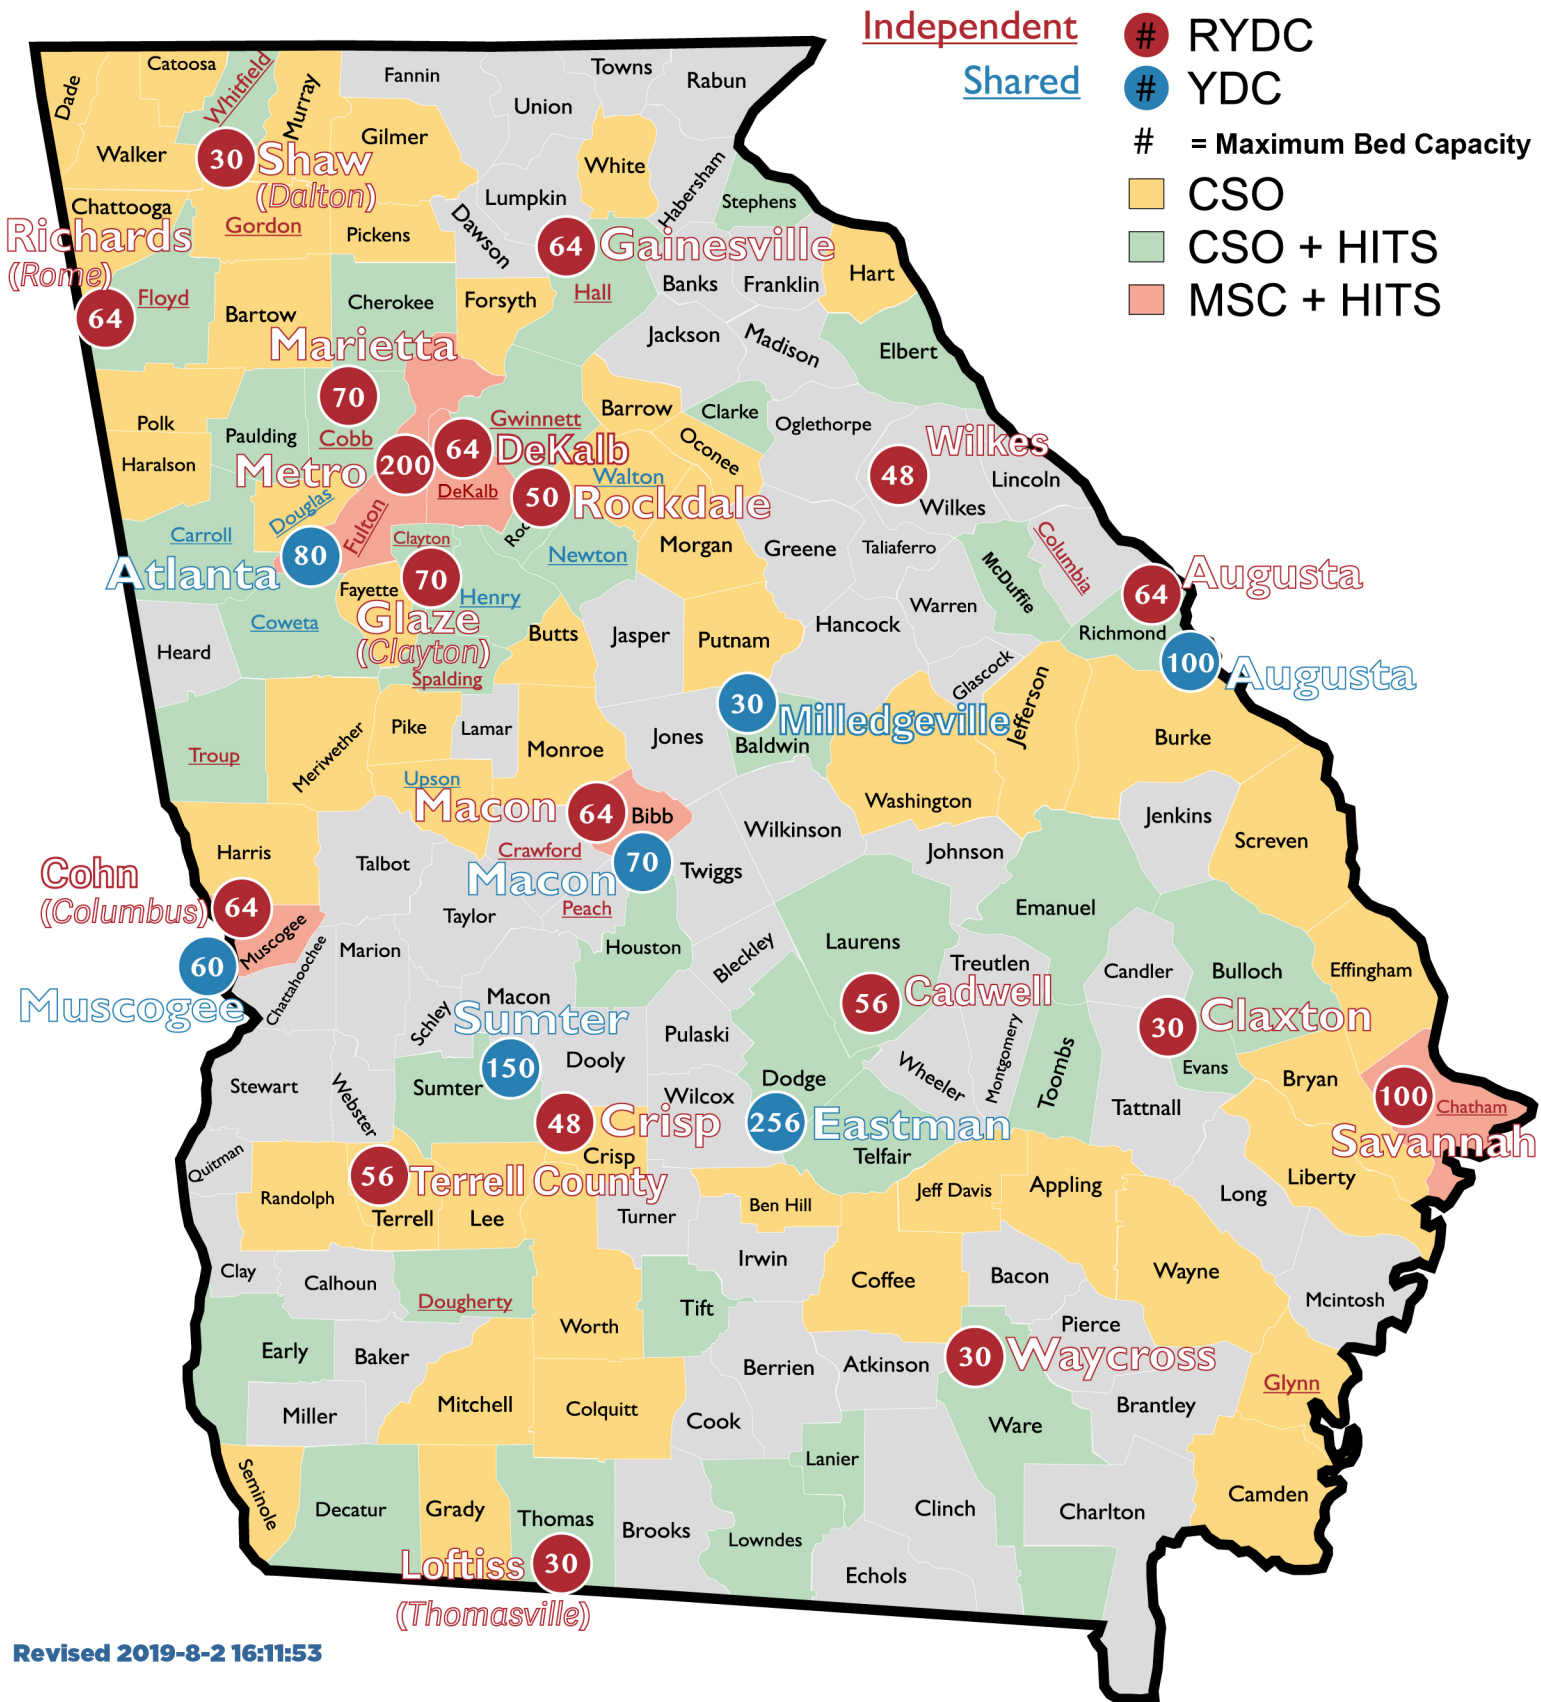 Independent
Shared
# RYDC
# YDC
# = Maximum Bed Capacity
CSO
CSO + HITS
MSC + HITS
Dade
Catoosa
Whitfield
Murray
Fannin
Towns
Rabun
Union
Walker
30
Shaw
(Dalton)
Gilmer
White
Habersham
Stephens
Lumpkin
Chattooga
Richards
(Rome)
64
Gordon
Pickens
Dawson
64
Gainesville
Hall
Banks
Franklin
Hart
Floyd
Bartow
Cherokee
Forsyth
Jackson
Madison
Elbert
Marietta
70
Cobb
Polk
Haralson
Paulding
Gwinnett
Barrow
Clarke
Oconee
Oglethorpe
Metro
200
64
DeKalb
DeKalb
Walton
50
Rockdale
Roc
Wilkes
48
Wilkes
Lincoln
Carroll
Douglas
Fulton
Atlanta
80
Clayton
Newton
Morgan
Greene
Taliaferro
McDuffie
Columbia
64
Augusta
Fayette
70
Glaze
(Clayton)
Henry
Coweta
Heard
Spalding
Butts
Jasper
Putnam
Hancock
Warren
Glascock
Richmond
100
Augusta
Jefferson
Burke
Troup
Meriwether
Pike
Lamar
Monroe
Jones
30
Milledgeville
Baldwin
Washington
Jenkins
Screven
Upson
Macon
64
Bibb
Crawford
Macon
70
Twiggs
Wilkinson
Johnson
Harris
Talbot
Cohn
(Columbus)
64
Muscogee
60
Muscogee
Chattahoochee
Marion
Taylor
Peach
Houston
Bleckley
Laurens
Emanuel
Treutlen
Candler
Bulloch
Effingham
56
Cadwell
30
Claxton
Evans
Schley
Macon
Sumter
150
Sumter
Dooly
Pulaski
Wilcox
Dodge
Wheeler
Montgomery
Toombs
Tattnall
Bryan
100
Chatham
Savannah
Stewart
Webster
Quitman
48
Crisp
Crisp
256
Eastman
Telfair
Randolph
56
Terrell County
Terrell
Lee
Turner
Ben Hill
Jeff Davis
Appling
Long
Liberty
Clay
Calhoun
Dougherty
Irwin
Coffee
Bacon
Wayne
Mcintosh
Early
Baker
Worth
Tift
Berrien
Atkinson
30
Waycross
Pierce
Glynn
Miller
Mitchell
Colquitt
Cook
Lanier
Ware
Brantley
Seminole
Decatur
Grady
Thomas
Brooks
Lowndes
Clinch
Charlton
Camden
Echols
Loftiss
30
(Thomasville)
Revised 2019-8-2 16:11:53